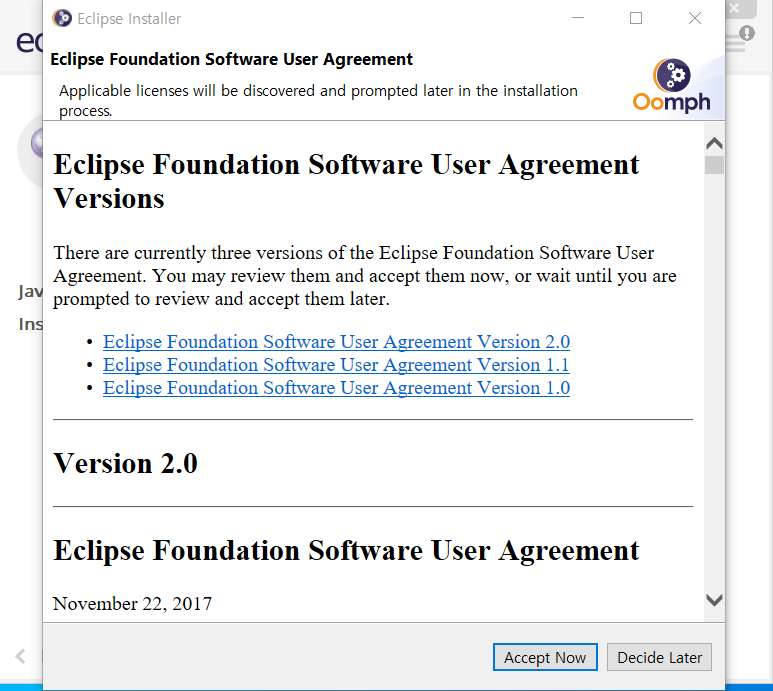 Eclipse Installer
Eclipse Foundation Software User Agreement
Applicable licenses will be discovered and prompted later in the installation
process.
Oomph
Eclipse Foundation Software User Agreement
Versions
There are currently three versions of the Eclipse Foundation Software User
Agreement. You may review them and accept them now, or wait until you are
prompted to review and accept them later.
• Eclipse Foundation Software User Agreement Version 2.0
• Eclipse Foundation Software User Agreement Version 1.1
• Eclipse Foundation Software User Agreement Version 1.0
Version 2.0
Eclipse Foundation Software User Agreement
November 22, 2017
Accept Now
Decide Later